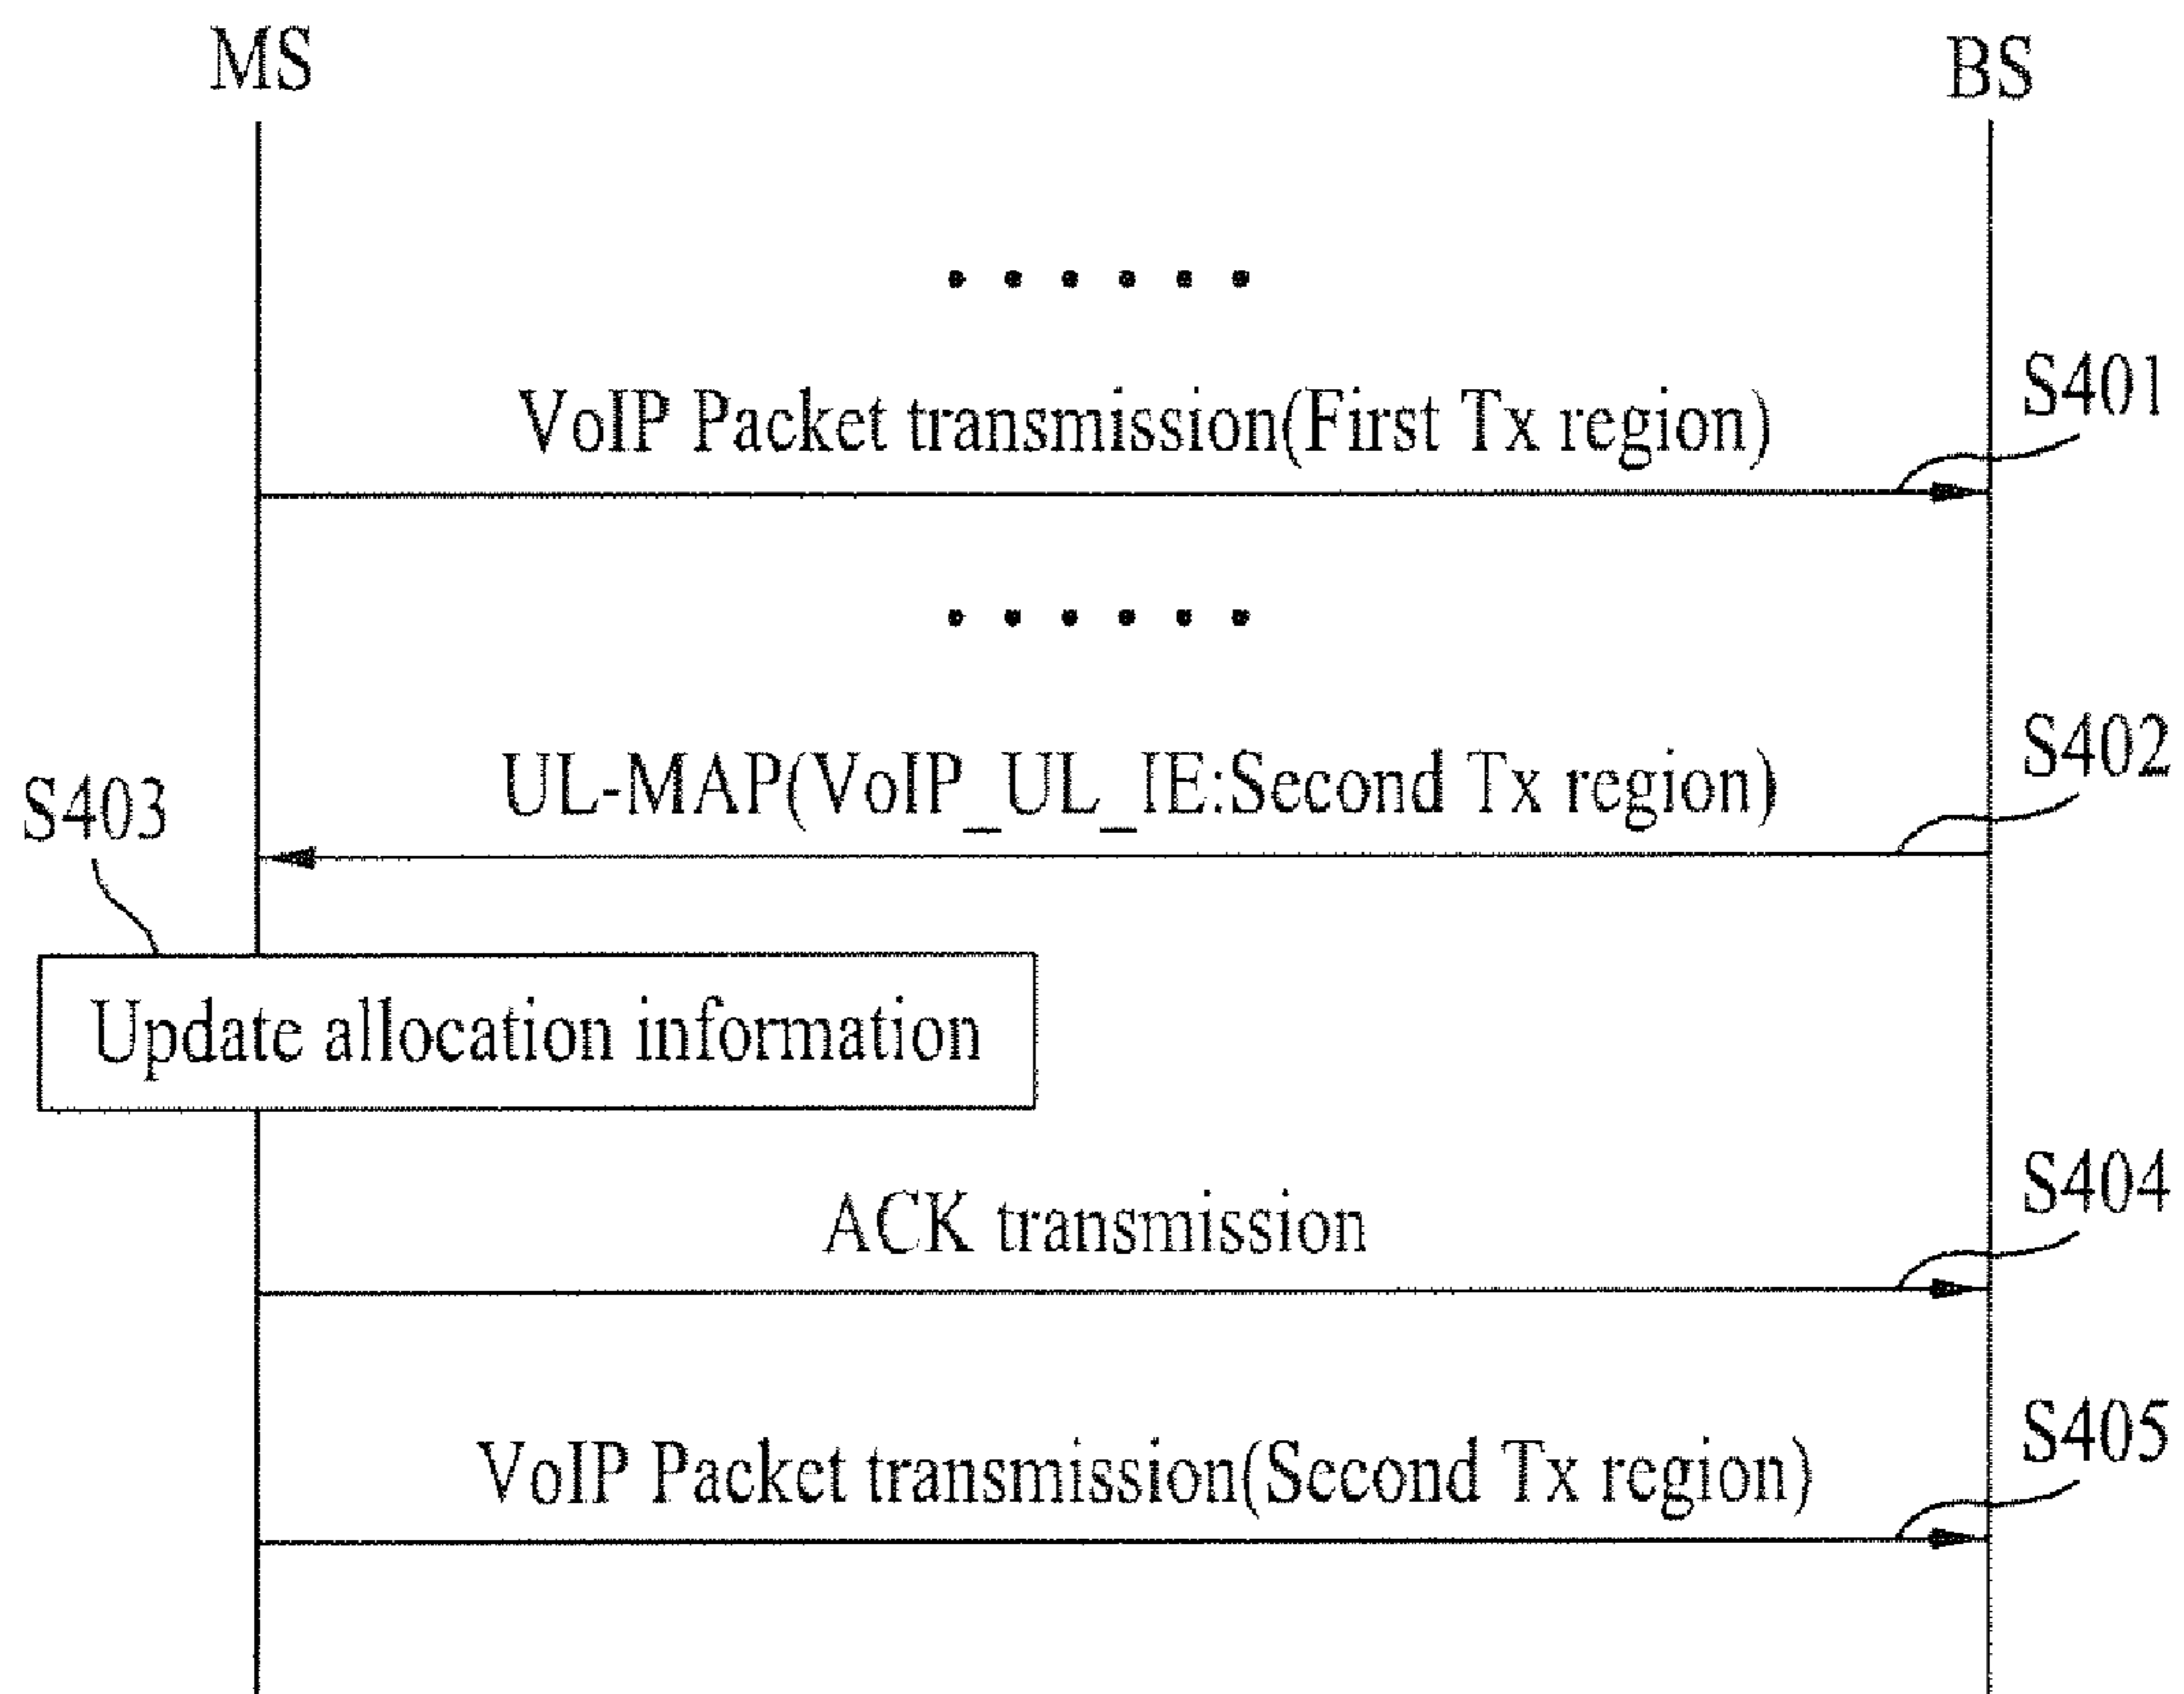 MS
BS
S401
VoIP Packet transmission(First Tx region)
S402
UL-MAP(VoIP_UL_IE:Second Tx region)
S403
Update allocation information
S404
ACK transmission
S405
VoIP Packet transmission(Second Tx region)